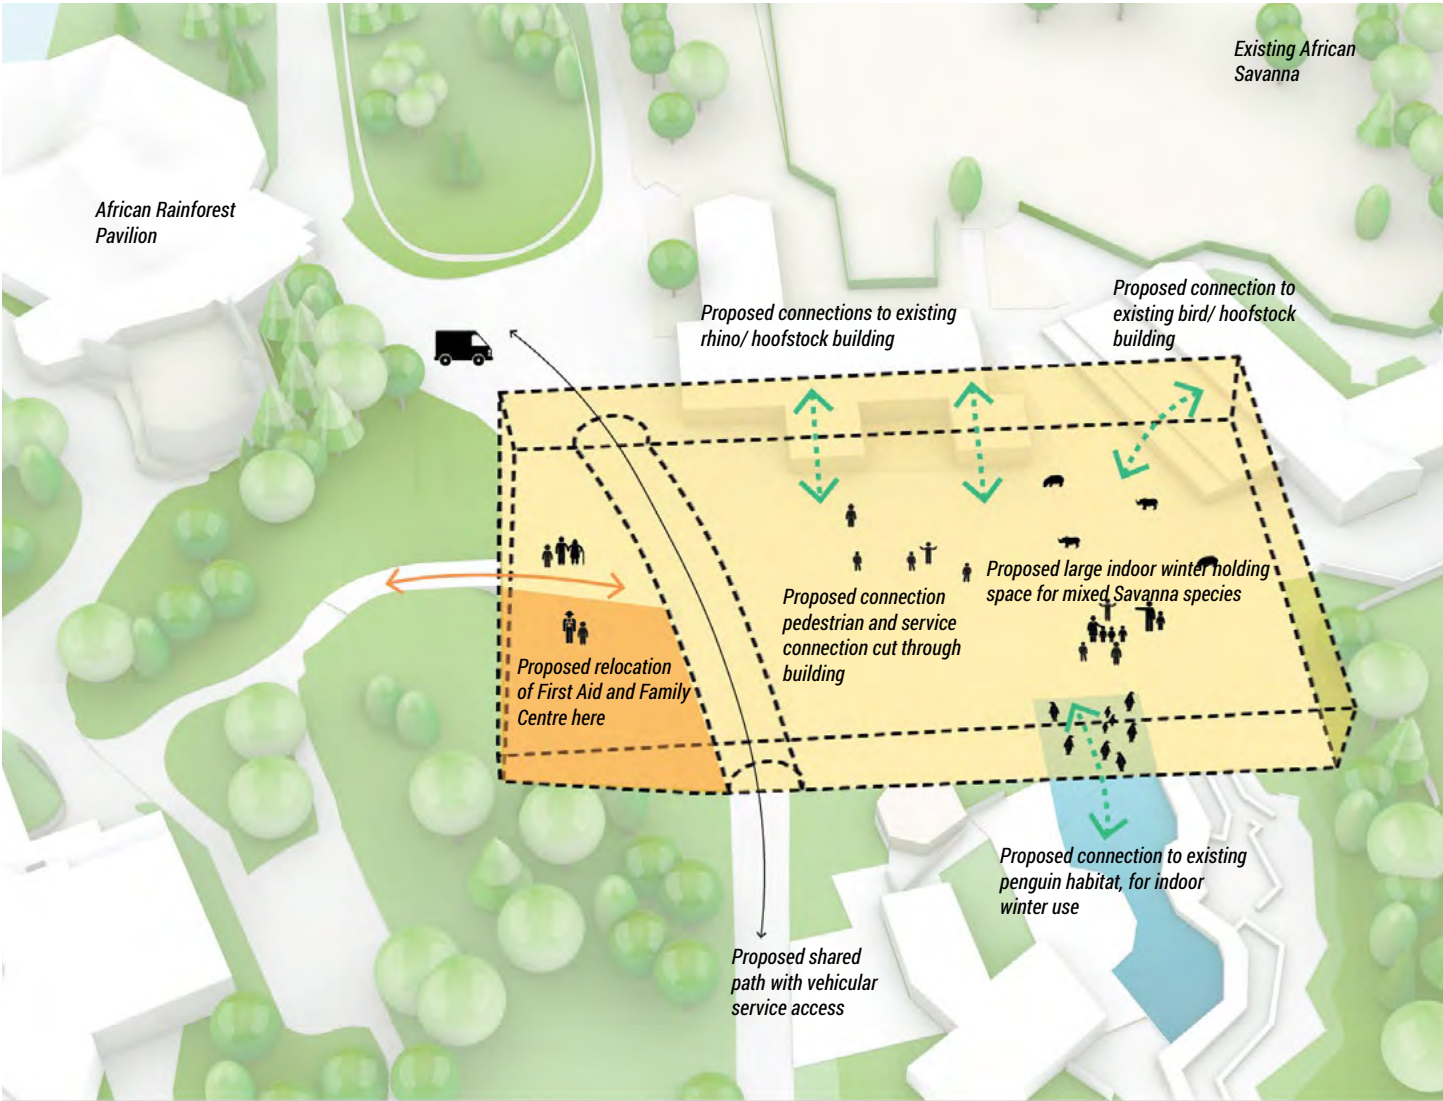 Existing African
Savanna
African Rainforest
Pavilion
Proposed connections to existing
rhino/ hoofstock building
Proposed connection to
existing bird/ hoofstock
building
Proposed large indoor winter holding
space for mixed Savanna species
Proposed connection
pedestrian and service
connection cut through
building
Proposed relocation
of First Aid and Family
Centre here
Proposed connection to existing
penguin habitat, for indoor
winter use
Proposed shared
path with vehicular
service access